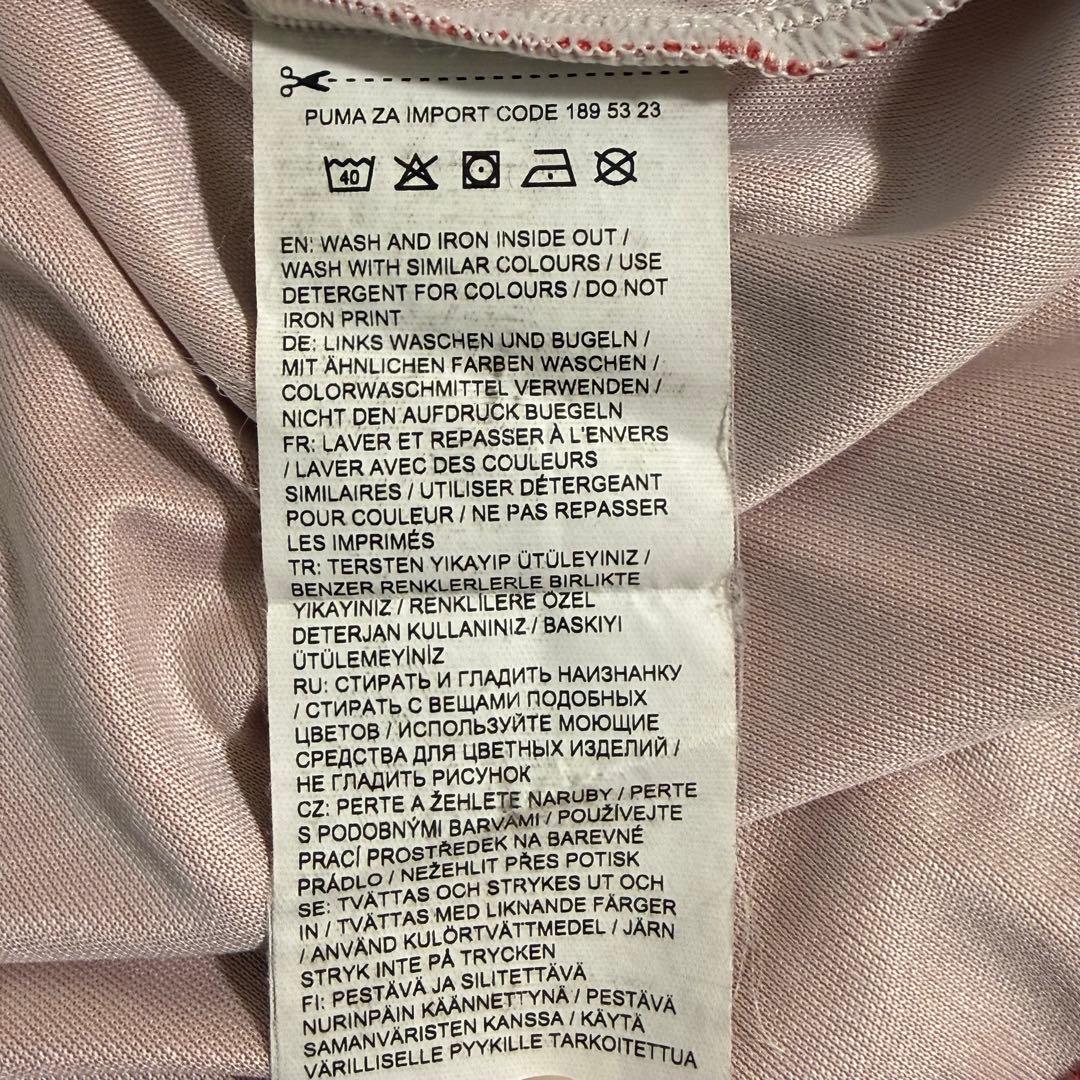 PUMA ZA IMPORT CODE 189 53 23
40
EN: WASH AND IRON INSIDE OUT /
WASH WITH SIMILAR COLOURS / USE
DETERGENT FOR COLOURS / DO NOT
IRON PRINT
DE: LINKS WASCHEN UND BUGELN /
MIT ÄHNLICHEN FARBEN WASCHEN /
COLORWASCHMITTEL VERWENDEN /
NICHT DEN AUFDRUCK BUEGELN
FR: LAVER ET REPASSER À L'ENVERS
/ LAVER AVEC DES COULEURS
SIMILAIRES / UTILISER DÉTERGEANT
POUR COULEUR / NE PAS REPASSER
LES IMPRIMÉS
TR: TERSTEN YIKAYIP ÜTÜLEYINIZ /
BENZER RENKLERLERLE BIRLIKTE
YIKAYINIZ / RENKLİLERE ÖZEL
DETERJAN KULLANINIZ / BASKIYI
ÜTÜLEMEYİNİZ
RU: СТИРАТЬ И ГЛАДИТЬ НАИЗНАНКУ
/ СТИРАТЬ С ВЕЩАМИ ПОДОБНЫХ
ЦВЕТОВ / ИСПОЛЬЗУЙТЕ МОЮЩИЕ
СРЕДСТВА ДЛЯ ЦВЕТНЫХ ИЗДЕЛИЙ /
НЕ ГЛАДИТЬ РИСУНОК
CZ: PERTE A ŽEHLETE NARUBY / PERTE
S PODOBNÝMI BARVAMI / POUŽÍVEJTE
PRACÍ PROSTŘEDEK NA BAREVNÉ
PRÁDLO / NEŽEHLIT PŘES POTISK
SE: TVÄTTAS OCH STRYKES UT OCH
IN / TVÄTTAS MED LIKNANDE FÄRGER
/ ANVÄND KULÖRTVÄTTMEDEL / JÄRN
STRYK INTE PÅ TRYCKEN
FI: PESTÄVÄ JA SILITETTÄVÄ
NURINPÄIN KÄÄNNETTYNÄ / PESTÄVÄ
SAMANVÄRISTEN KANSSA / KÄYTÄ
VÄRILLISELLE PYYKILLE TARKOITETTUA